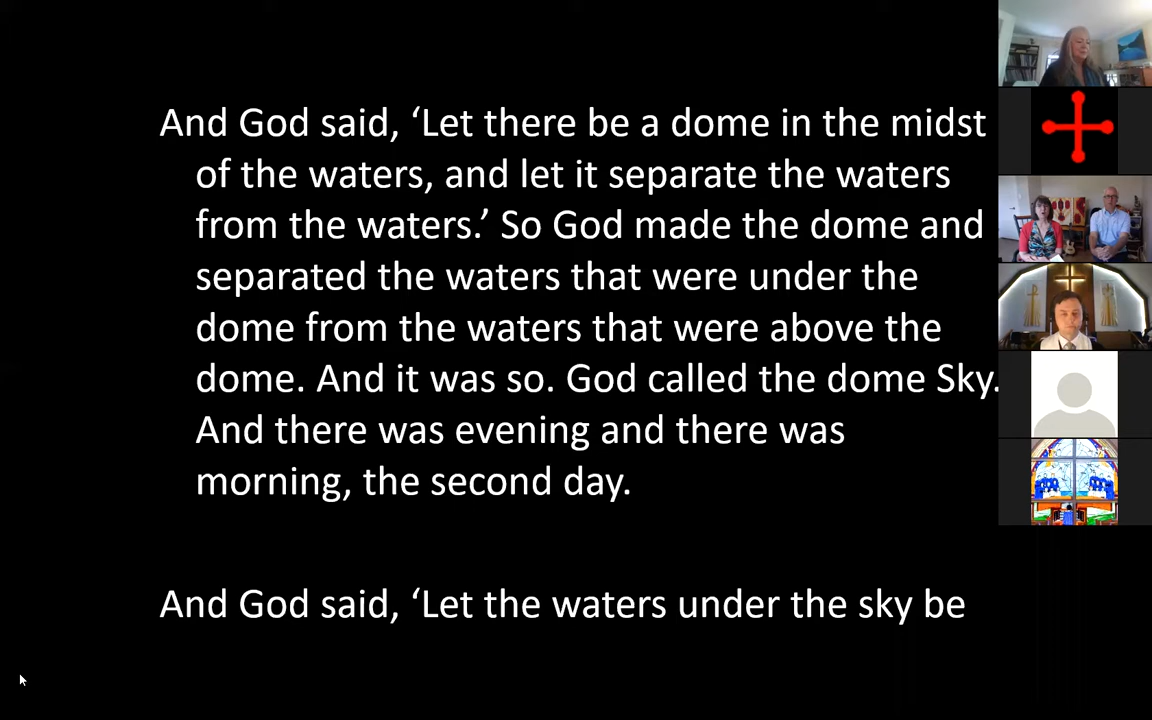 And God said, ‘Let there be a dome in the midst
of the waters, and let it separate the waters
from the waters.’ So God made the dome and
separated the waters that were under the
dome from the waters that were above the
dome. And it was so. God called the dome Sky.
And there was evening and there was
morning, the second day.
And God said, ‘Let the waters under the sky be